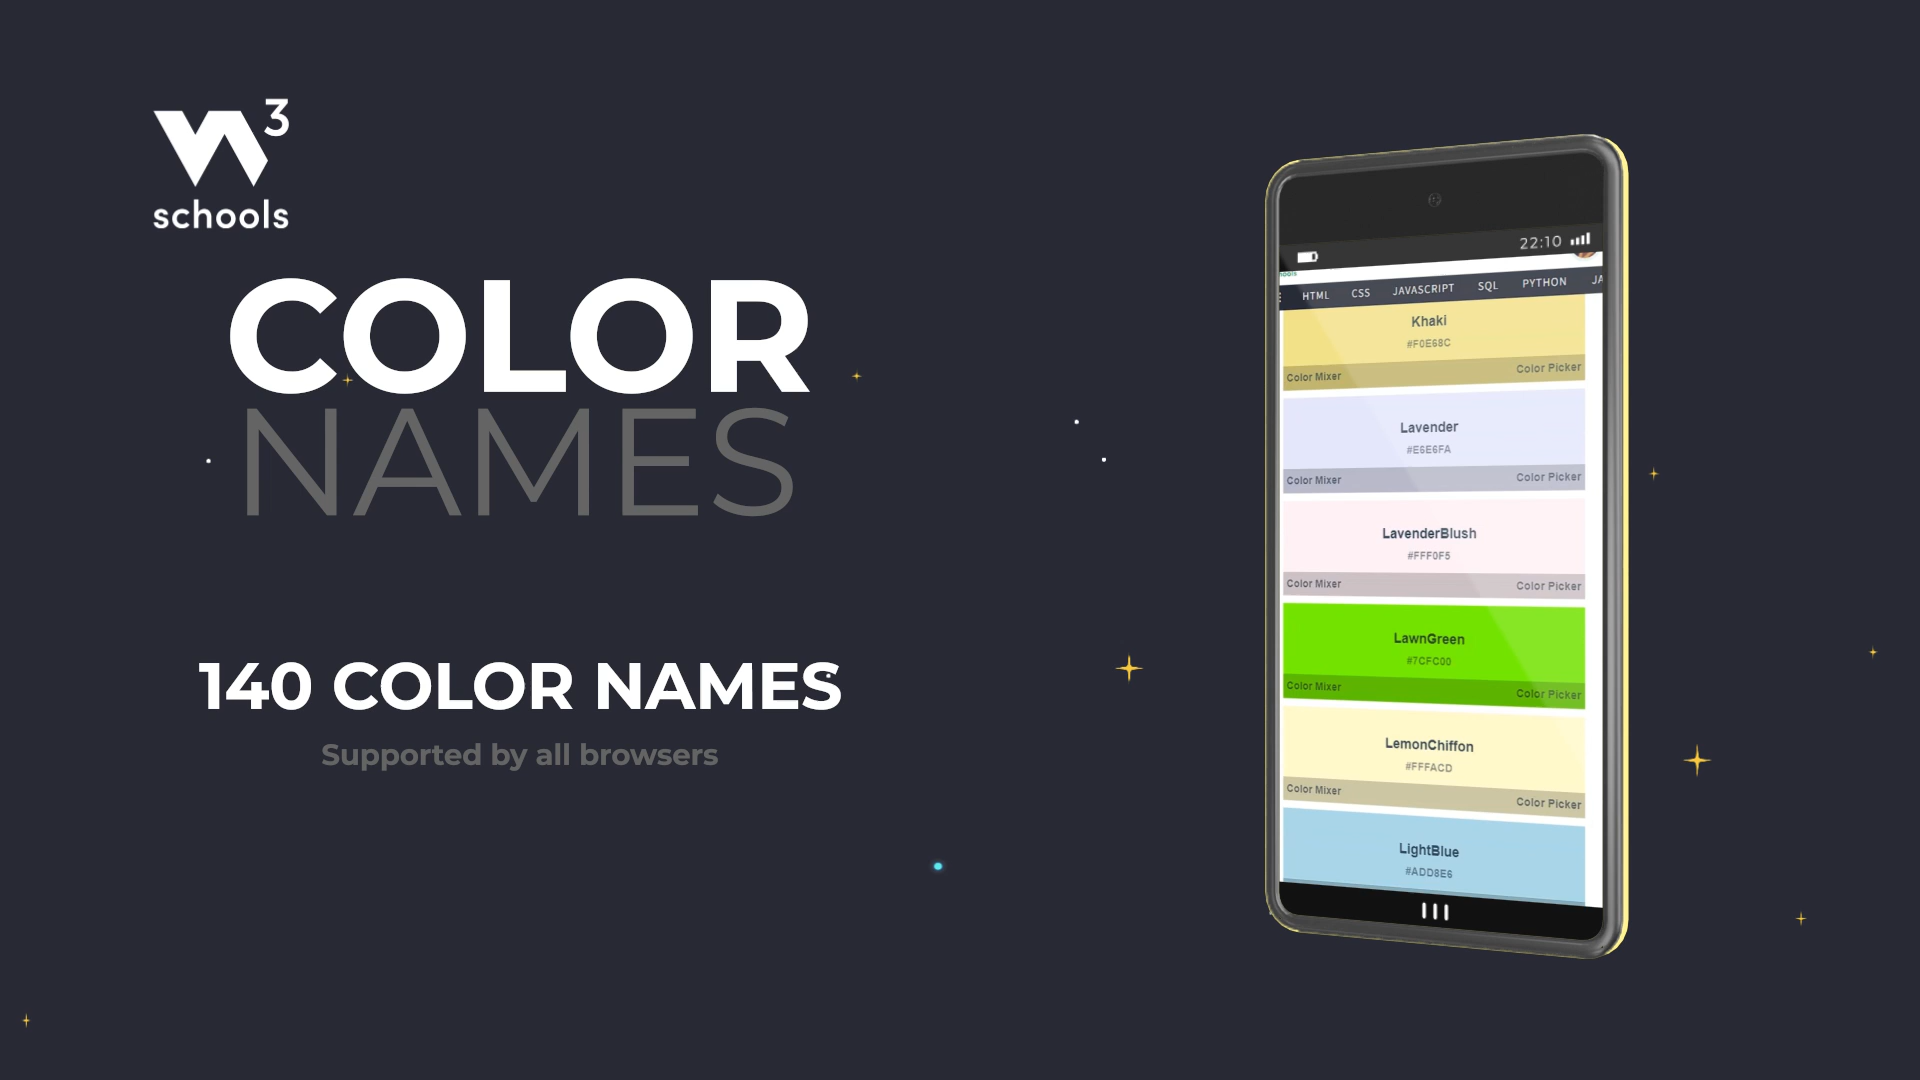 W3
schools
COLOR
NAMES
140 COLOR NAMES
Supported by all browsers
22:10
HTML CSS JAVASCRIPT SQL PYTHON JA
Khaki
#F0E68C
Color Mixer Color Picker
Lavender
#E6E6FA
Color Mixer Color Picker
LavenderBlush
#FFF0F5
Color Mixer Color Picker
LawnGreen
#7CFC00
Color Mixer Color Picker
LemonChiffon
#FFFACD
Color Mixer Color Picker
LightBlue
#ADD8E6